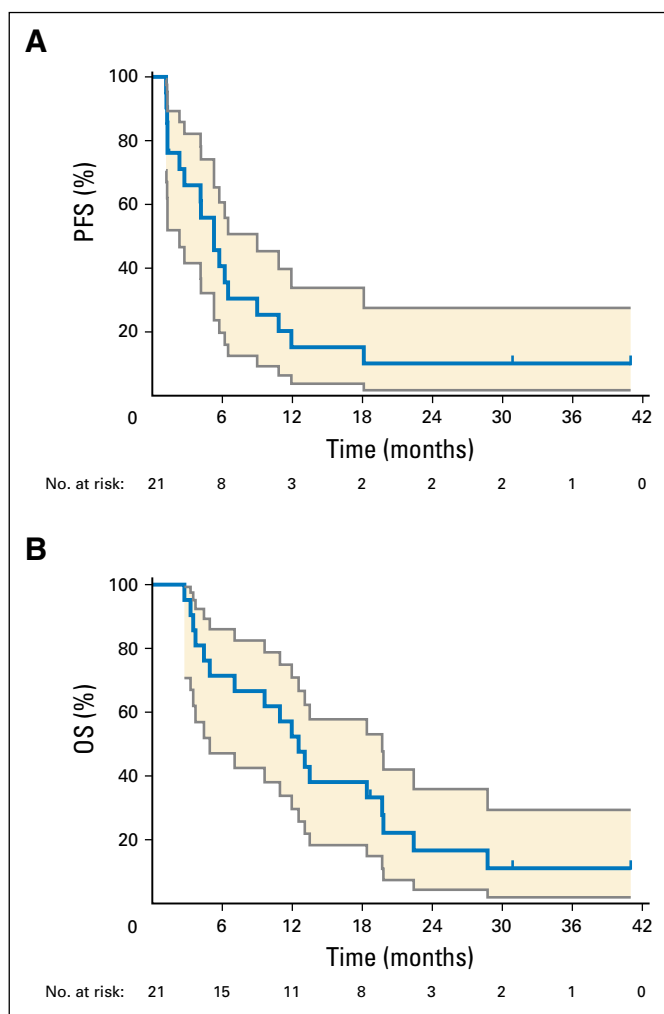 A
100
80
60
40
20
0
PFS (%)
6 12 18 24 30 36 42
Time (months)
No. at risk: 21 8 3 2 2 2 1 0
B
100
80
60
40
20
0
OS (%)
6 12 18 24 30 36 42
Time (months)
No. at risk: 21 15 11 8 3 2 1 0